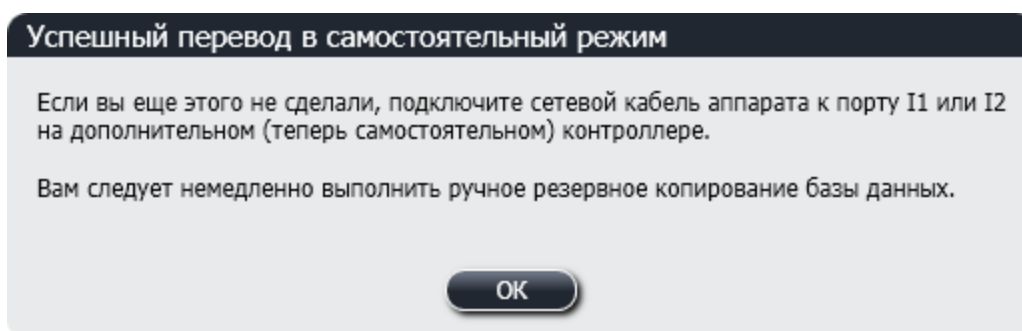 Успешный перевод в самостоятельный режим
Если вы еще этого не сделали, подключите сетевой кабель аппарата к порту I1 или I2
на дополнительном (теперь самостоятельном) контроллере.
Вам следует немедленно выполнить ручное резервное копирование базы данных.
OK